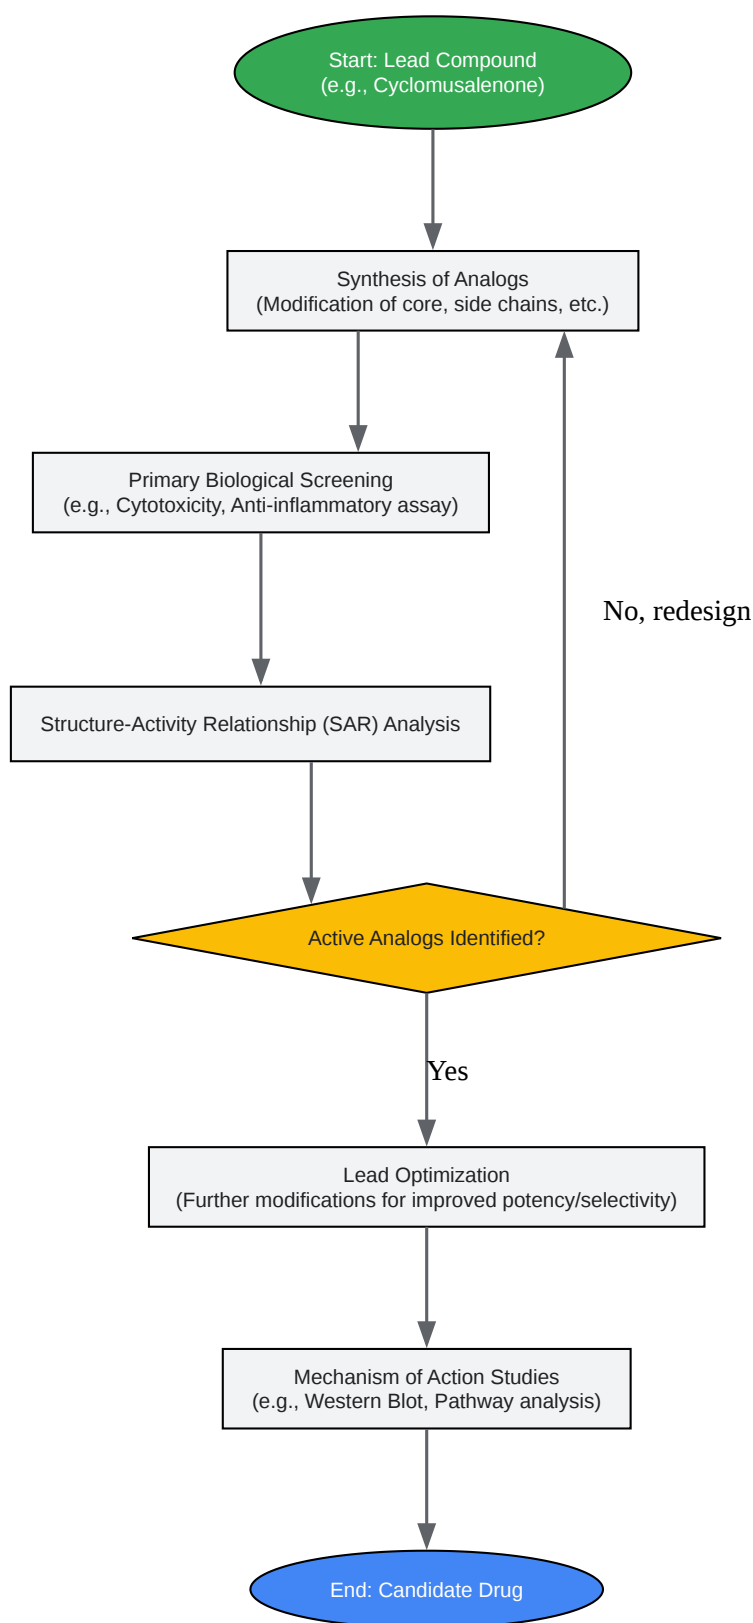 Start: Lead Compound
(e.g., Cyclomusalenone)
Synthesis of Analogs
(Modification of core, side chains, etc.)
Primary Biological Screening
(e.g., Cytotoxicity, Anti-inflammatory assay)
No, redesign
Structure-Activity Relationship (SAR) Analysis
Active Analogs Identified?
Yes
Lead Optimization
(Further modifications for improved potency/selectivity)
Mechanism of Action Studies
(e.g., Western Blot, Pathway analysis)
End: Candidate Drug